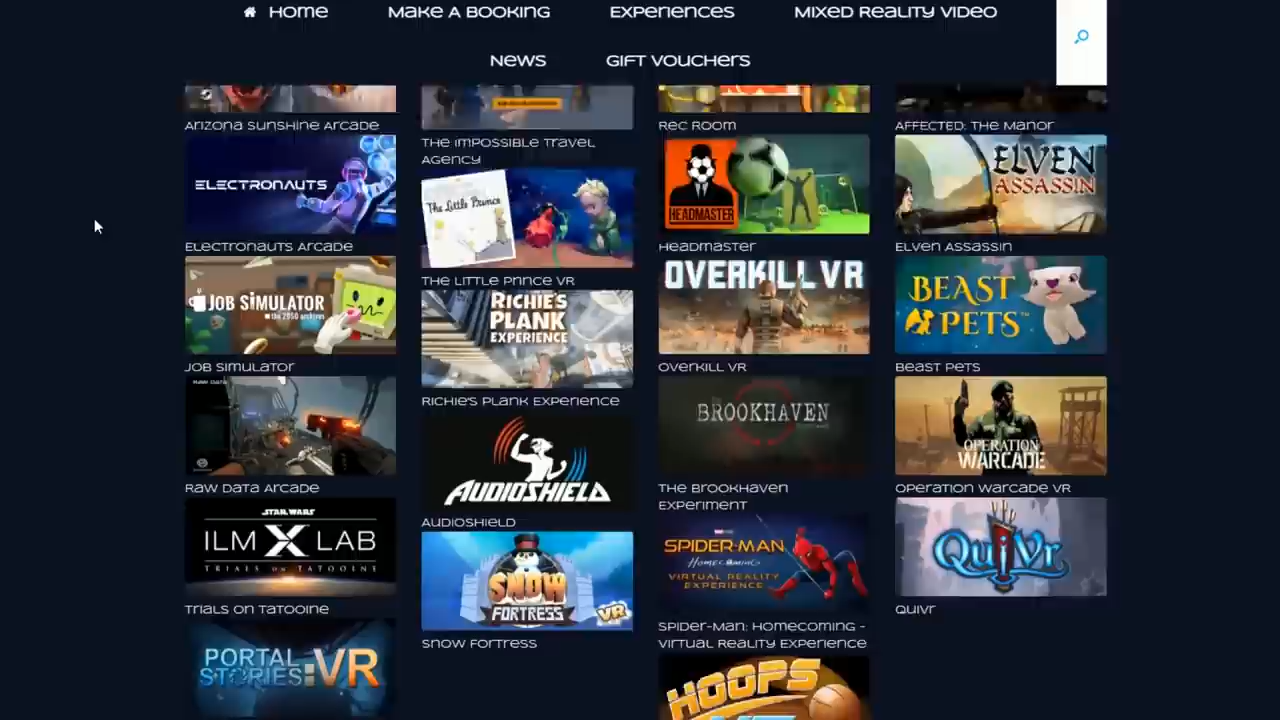 Home
Make A Booking
Experiences
Mixed Reality Video
News
Gift Vouchers
Arizona Sunshine Arcade
ELECTRONAUTS
Electronauts Arcade
JOB SIMULATOR
the 2050 archives
Job Simulator
RAW DATA
Raw Data Arcade
STAR WARS
ILM X LAB
TRIALS ON TATOOINE
Trials on Tatooine
PORTAL
STORIES:VR
The Impossible Travel
Agency
The Little Prince
The Little Prince VR
RICHIE'S
PLANK
EXPERIENCE
Richie's Plank Experience
AUDIOSHIELD
Audioshield
SNOW
FORTRESS
VR
Snow Fortress
Rec Room
HEADMASTER
Headmaster
OVERKILL VR
Overkill VR
BROOKHAVEN
The Brookhaven
Experiment
SPIDER-MAN
HOMECOMING
VIRTUAL REALITY
EXPERIENCE
Spider-Man: Homecoming -
Virtual Reality Experience
HOOPS
AFFECTED: The Manor
ELVEN
ASSASSIN
Elven Assassin
BEAST
PETS™
Beast Pets
OPERATION
WARCADE
Operation Warcade VR
QuiVr
QuiVr